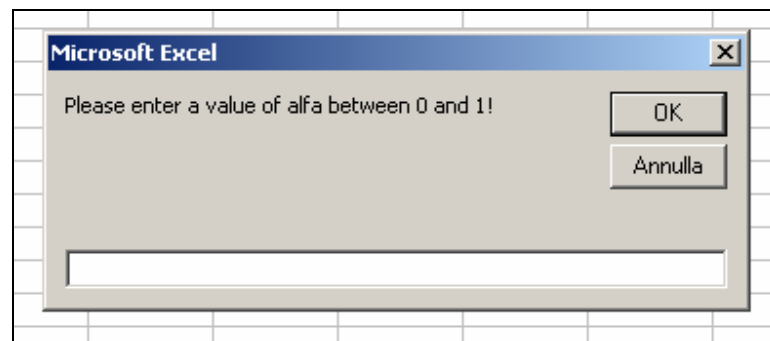 Microsoft Excel
Please enter a value of alfa between 0 and 1!
OK
Annulla